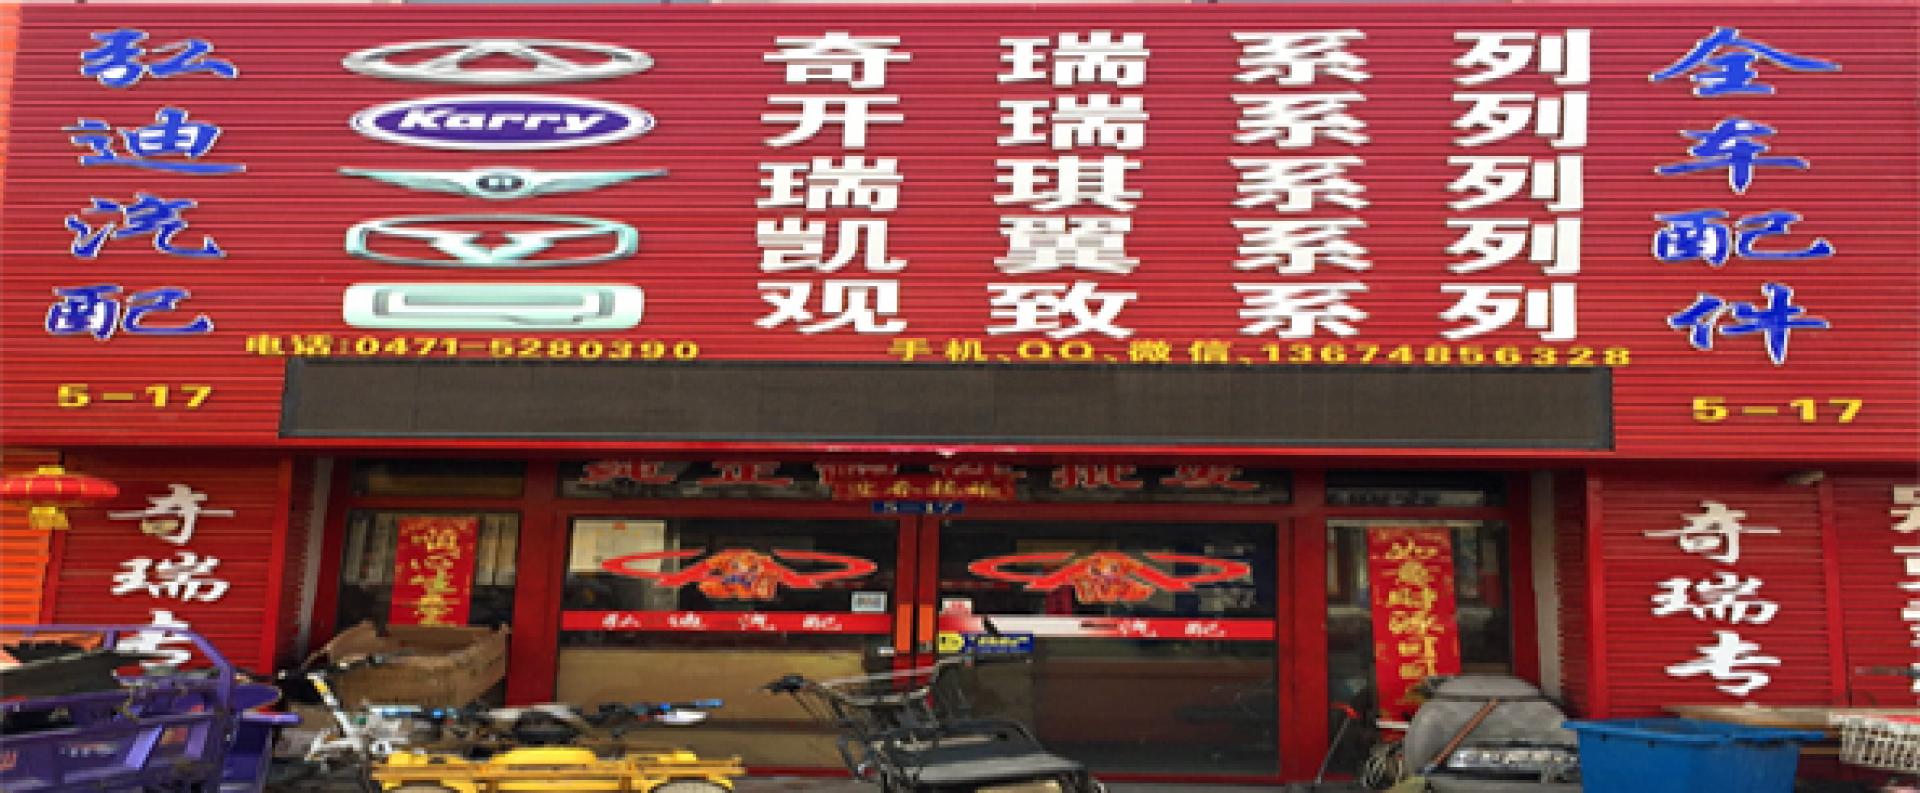 弘迪汽配
Karry
奇瑞系列
开瑞系列
瑞琪系列
凯翼系列
观致系列
全车配件
电话:0471-5280390
手机、QQ、微信、13674856328
5-17
5-17
奇瑞专
5-17
弘迪汽配
汽配
奇瑞专